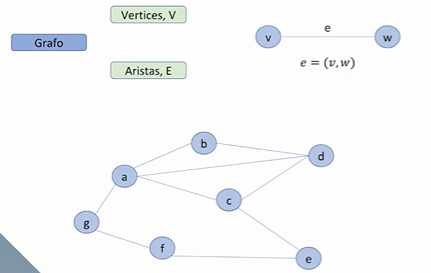 Vertices, V
e
v
w
Grafo
e = (v, w)
Aristas, E
b
d
a
c
g
f
e